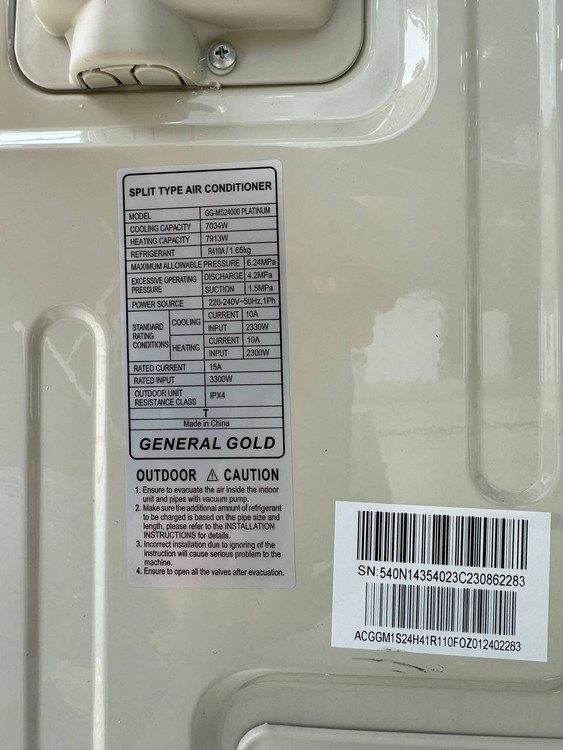 SPLIT TYPE AIR CONDITIONER
MODEL GG-MS24000 PLATINUM
COOLING CAPACITY 7034W
HEATING CAPACITY 7913W
REFRIGERANT R410A / 1.65kg
MAXIMUM ALLOWABLE PRESSURE 6.24MPa
EXCESSIVE OPERATING PRESSURE DISCHARGE 4.2MPa
SUCTION 1.5MPa
POWER SOURCE 220-240V~50Hz,1Ph
STANDARD RATING CONDITIONS COOLING CURRENT 10A
INPUT 2330W
HEATING CURRENT 10A
INPUT 2300W
RATED CURRENT 15A
RATED INPUT 3300W
OUTDOOR UNIT RESISTANCE CLASS IPX4
T
Made in China
GENERAL GOLD
OUTDOOR ⚠ CAUTION
1. Ensure to evacuate the air inside the indoor
unit and pipes with vacuum pump.
2. Make sure the additional amount of refrigerant
to be charged is based on the pipe size and
length, please refer to the INSTALLATION
INSTRUCTIONS for details.
3. Incorrect installation due to ignoring of the
instruction will cause serious problem to the
machine.
4. Ensure to open all the valves after evacuation.
SN: 540N14354023C230862283
ACGGM1S24H41R110FOZ012402283